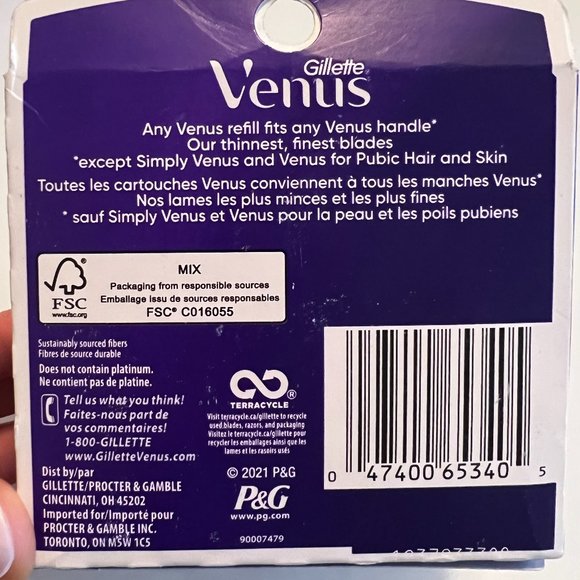 Gillette
Venus
Any Venus refill fits any Venus handle*
Our thinnest, finest blades
*except Simply Venus and Venus for Pubic Hair and Skin
Toutes les cartouches Venus conviennent à tous les manches Venus*
Nos lames les plus minces et les plus fines
* sauf Simply Venus et Venus pour la peau et les poils pubiens
FSC
www.fsc.org
MIX
Packaging from responsible sources
Emballage issu de sources responsables
FSC® C016055
Sustainably sourced fibers
Fibres de source durable
Does not contain platinum.
Ne contient pas de platine.
Tell us what you think!
Faites-nous part de
vos commentaires!
1-800-GILLETTE
www.GilletteVenus.com
Dist by/par
GILLETTE/PROCTER & GAMBLE
CINCINNATI, OH 45202
Imported for/Importé pour
PROCTER & GAMBLE INC.
TORONTO, ON M5W 1C5
®
TERRACYCLE
Visit terracycle.ca/gillette to recycle
used blades, razors, and packaging
Visitez le terracycle.ca/gillette pour
recycler les emballages ainsi que les
lames et les rasoirs usés
© 2021 P&G
P&G
www.pg.com
90007479
0 47400 65340 5